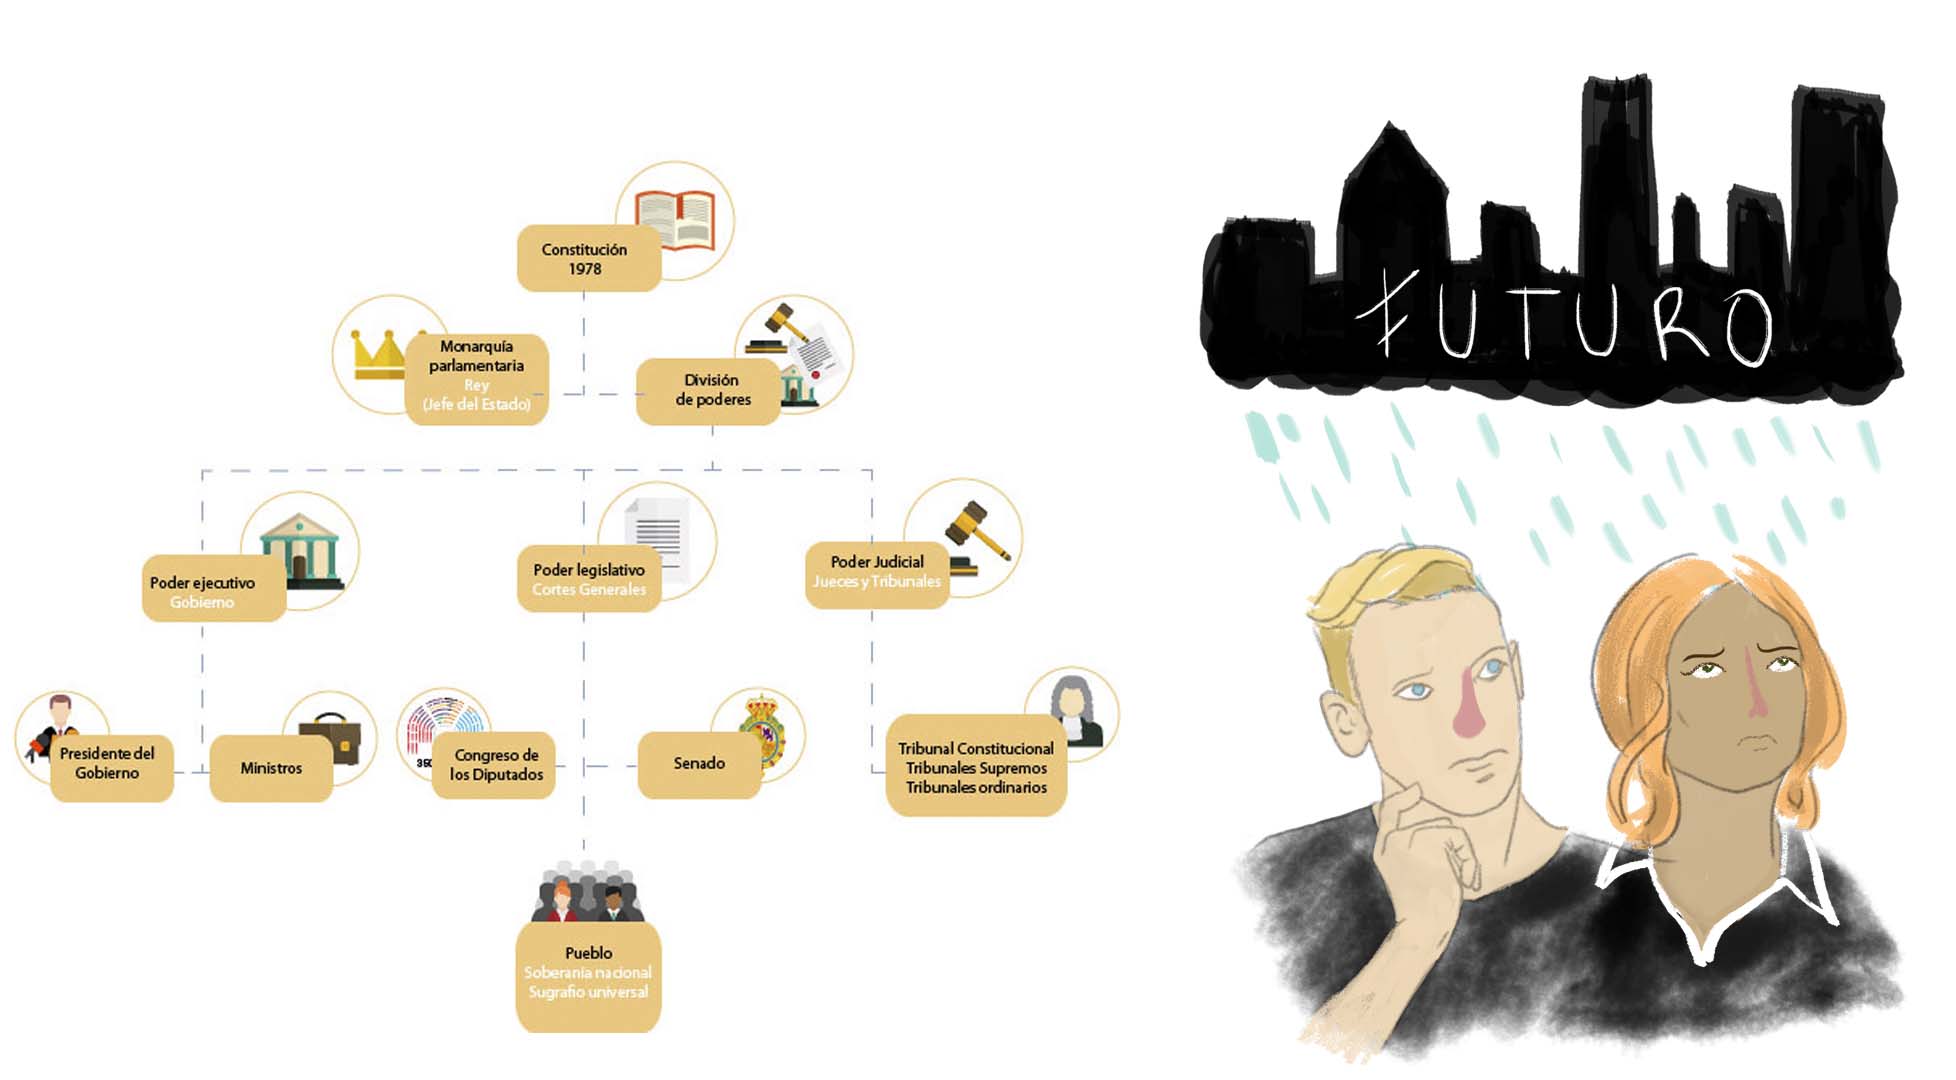 Constitución
1978
Monarquía
parlamentaria
Rey
(Jefe del Estado)
División
de poderes
Poder ejecutivo
Gobierno
Poder legislativo
Cortes Generales
Poder Judicial
Jueces y Tribunales
Presidente del
Gobierno
Ministros
350
Congreso de
los Diputados
Senado
Tribunal Constitucional
Tribunales Supremos
Tribunales ordinarios
Pueblo
Soberanía nacional
Sugrafio universal
FUTURO